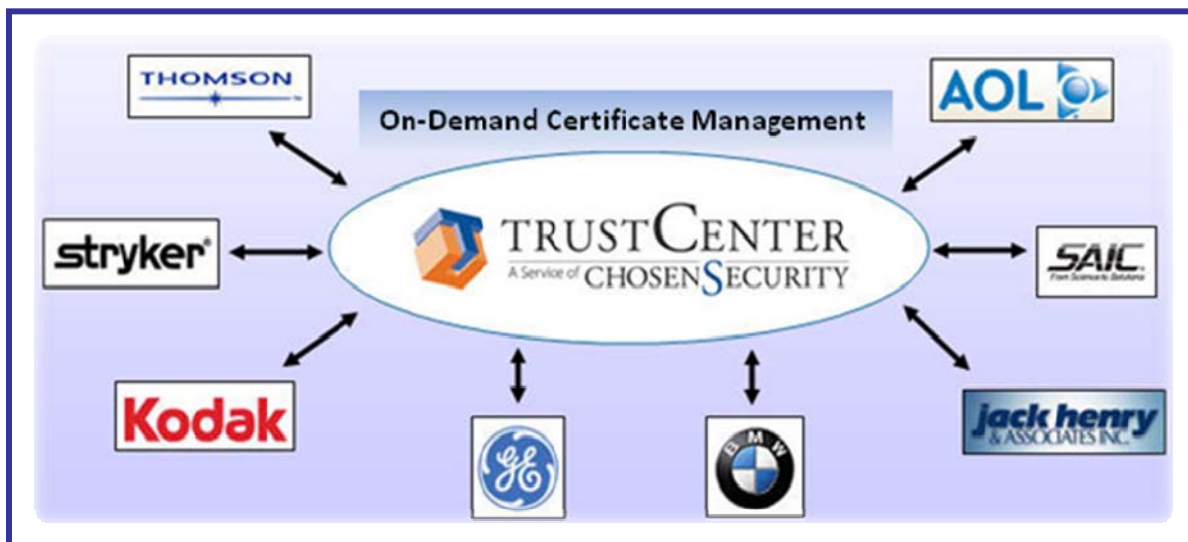 THOMSON
AOL
On-Demand Certificate Management
TRUSTCENTER
A Service of CHOSENSECURITY
stryker®
SAIC
From Science to Solutions
Kodak
GE
BMW
jack henry
& ASSOCIATES INC.